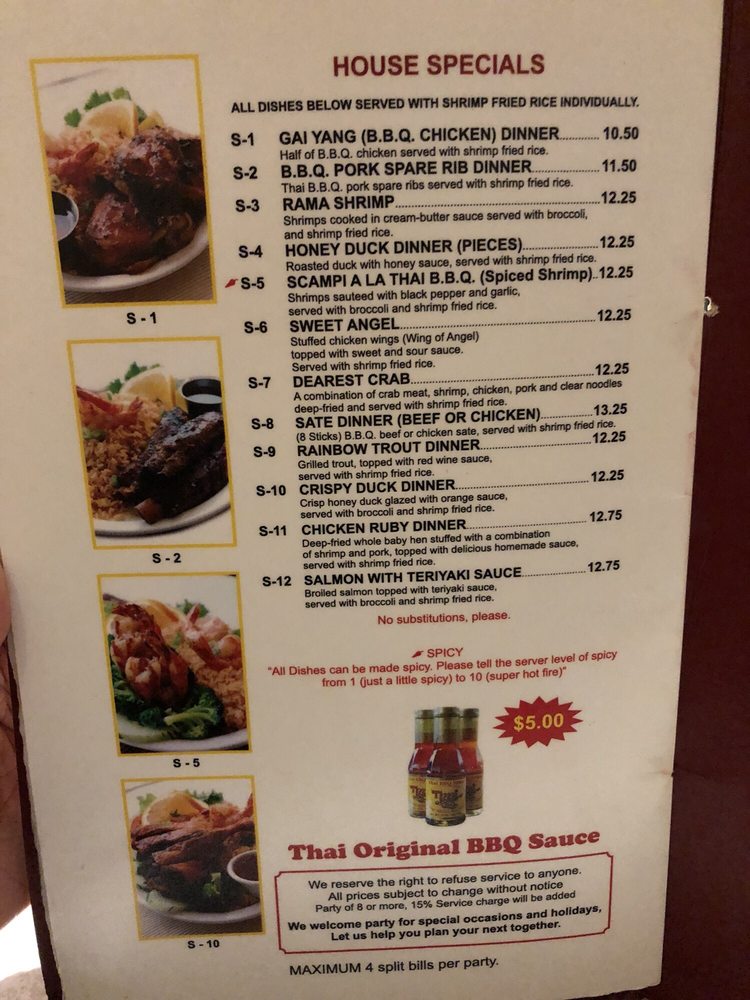 HOUSE SPECIALS
ALL DISHES BELOW SERVED WITH SHRIMP FRIED RICE INDIVIDUALLY.
S-1 GAI YANG (B.B.Q. CHICKEN) DINNER............ 10.50
Half of B.B.Q. chicken served with shrimp fried rice.
S-2 B.B.Q. PORK SPARE RIB DINNER.................. 11.50
Thai B.B.Q. pork spare ribs served with shrimp fried rice.
S-3 RAMA SHRIMP.....................................................12.25
Shrimps cooked in cream-butter sauce served with broccoli,
and shrimp fried rice.
S-4 HONEY DUCK DINNER (PIECES)......................12.25
Roasted duck with honey sauce, served with shrimp fried rice.
S-5 SCAMPI A LA THAI B.B.Q. (Spiced Shrimp)..12.25
Shrimps sauteed with black pepper and garlic,
served with broccoli and shrimp fried rice.
S-6 SWEET ANGEL....................................................12.25
Stuffed chicken wings (Wing of Angel)
topped with sweet and sour sauce.
Served with shrimp fried rice.
S-7 DEAREST CRAB................................................12.25
A combination of crab meat, shrimp, chicken, pork and clear noodles
deep-fried and served with shrimp fried rice.
S-8 SATE DINNER (BEEF OR CHICKEN)..............13.25
(8 Sticks) B.B.Q. beef or chicken sate, served with shrimp fried rice.
S-9 RAINBOW TROUT DINNER..............................12.25
Grilled trout, topped with red wine sauce,
served with shrimp fried rice.
S-10 CRISPY DUCK DINNER....................................12.25
Crisp honey duck glazed with orange sauce,
served with broccoli and shrimp fried rice.
S-11 CHICKEN RUBY DINNER.................................12.75
Deep-fried whole baby hen stuffed with a combination
of shrimp and pork, topped with delicious homemade sauce,
served with shrimp fried rice.
S-12 SALMON WITH TERIYAKI SAUCE..................12.75
Broiled salmon topped with teriyaki sauce,
served with broccoli and shrimp fried rice.
No substitutions, please.
SPICY
"All Dishes can be made spicy. Please tell the server level of spicy
from 1 (just a little spicy) to 10 (super hot fire)"
$5.00
Thai Original BBQ Sauce
We reserve the right to refuse service to anyone.
All prices subject to change without notice
Party of 8 or more, 15% Service charge will be added
We welcome party for special occasions and holidays,
Let us help you plan your next together.
MAXIMUM 4 split bills per party.
S - 1
S - 2
S - 5
S - 10